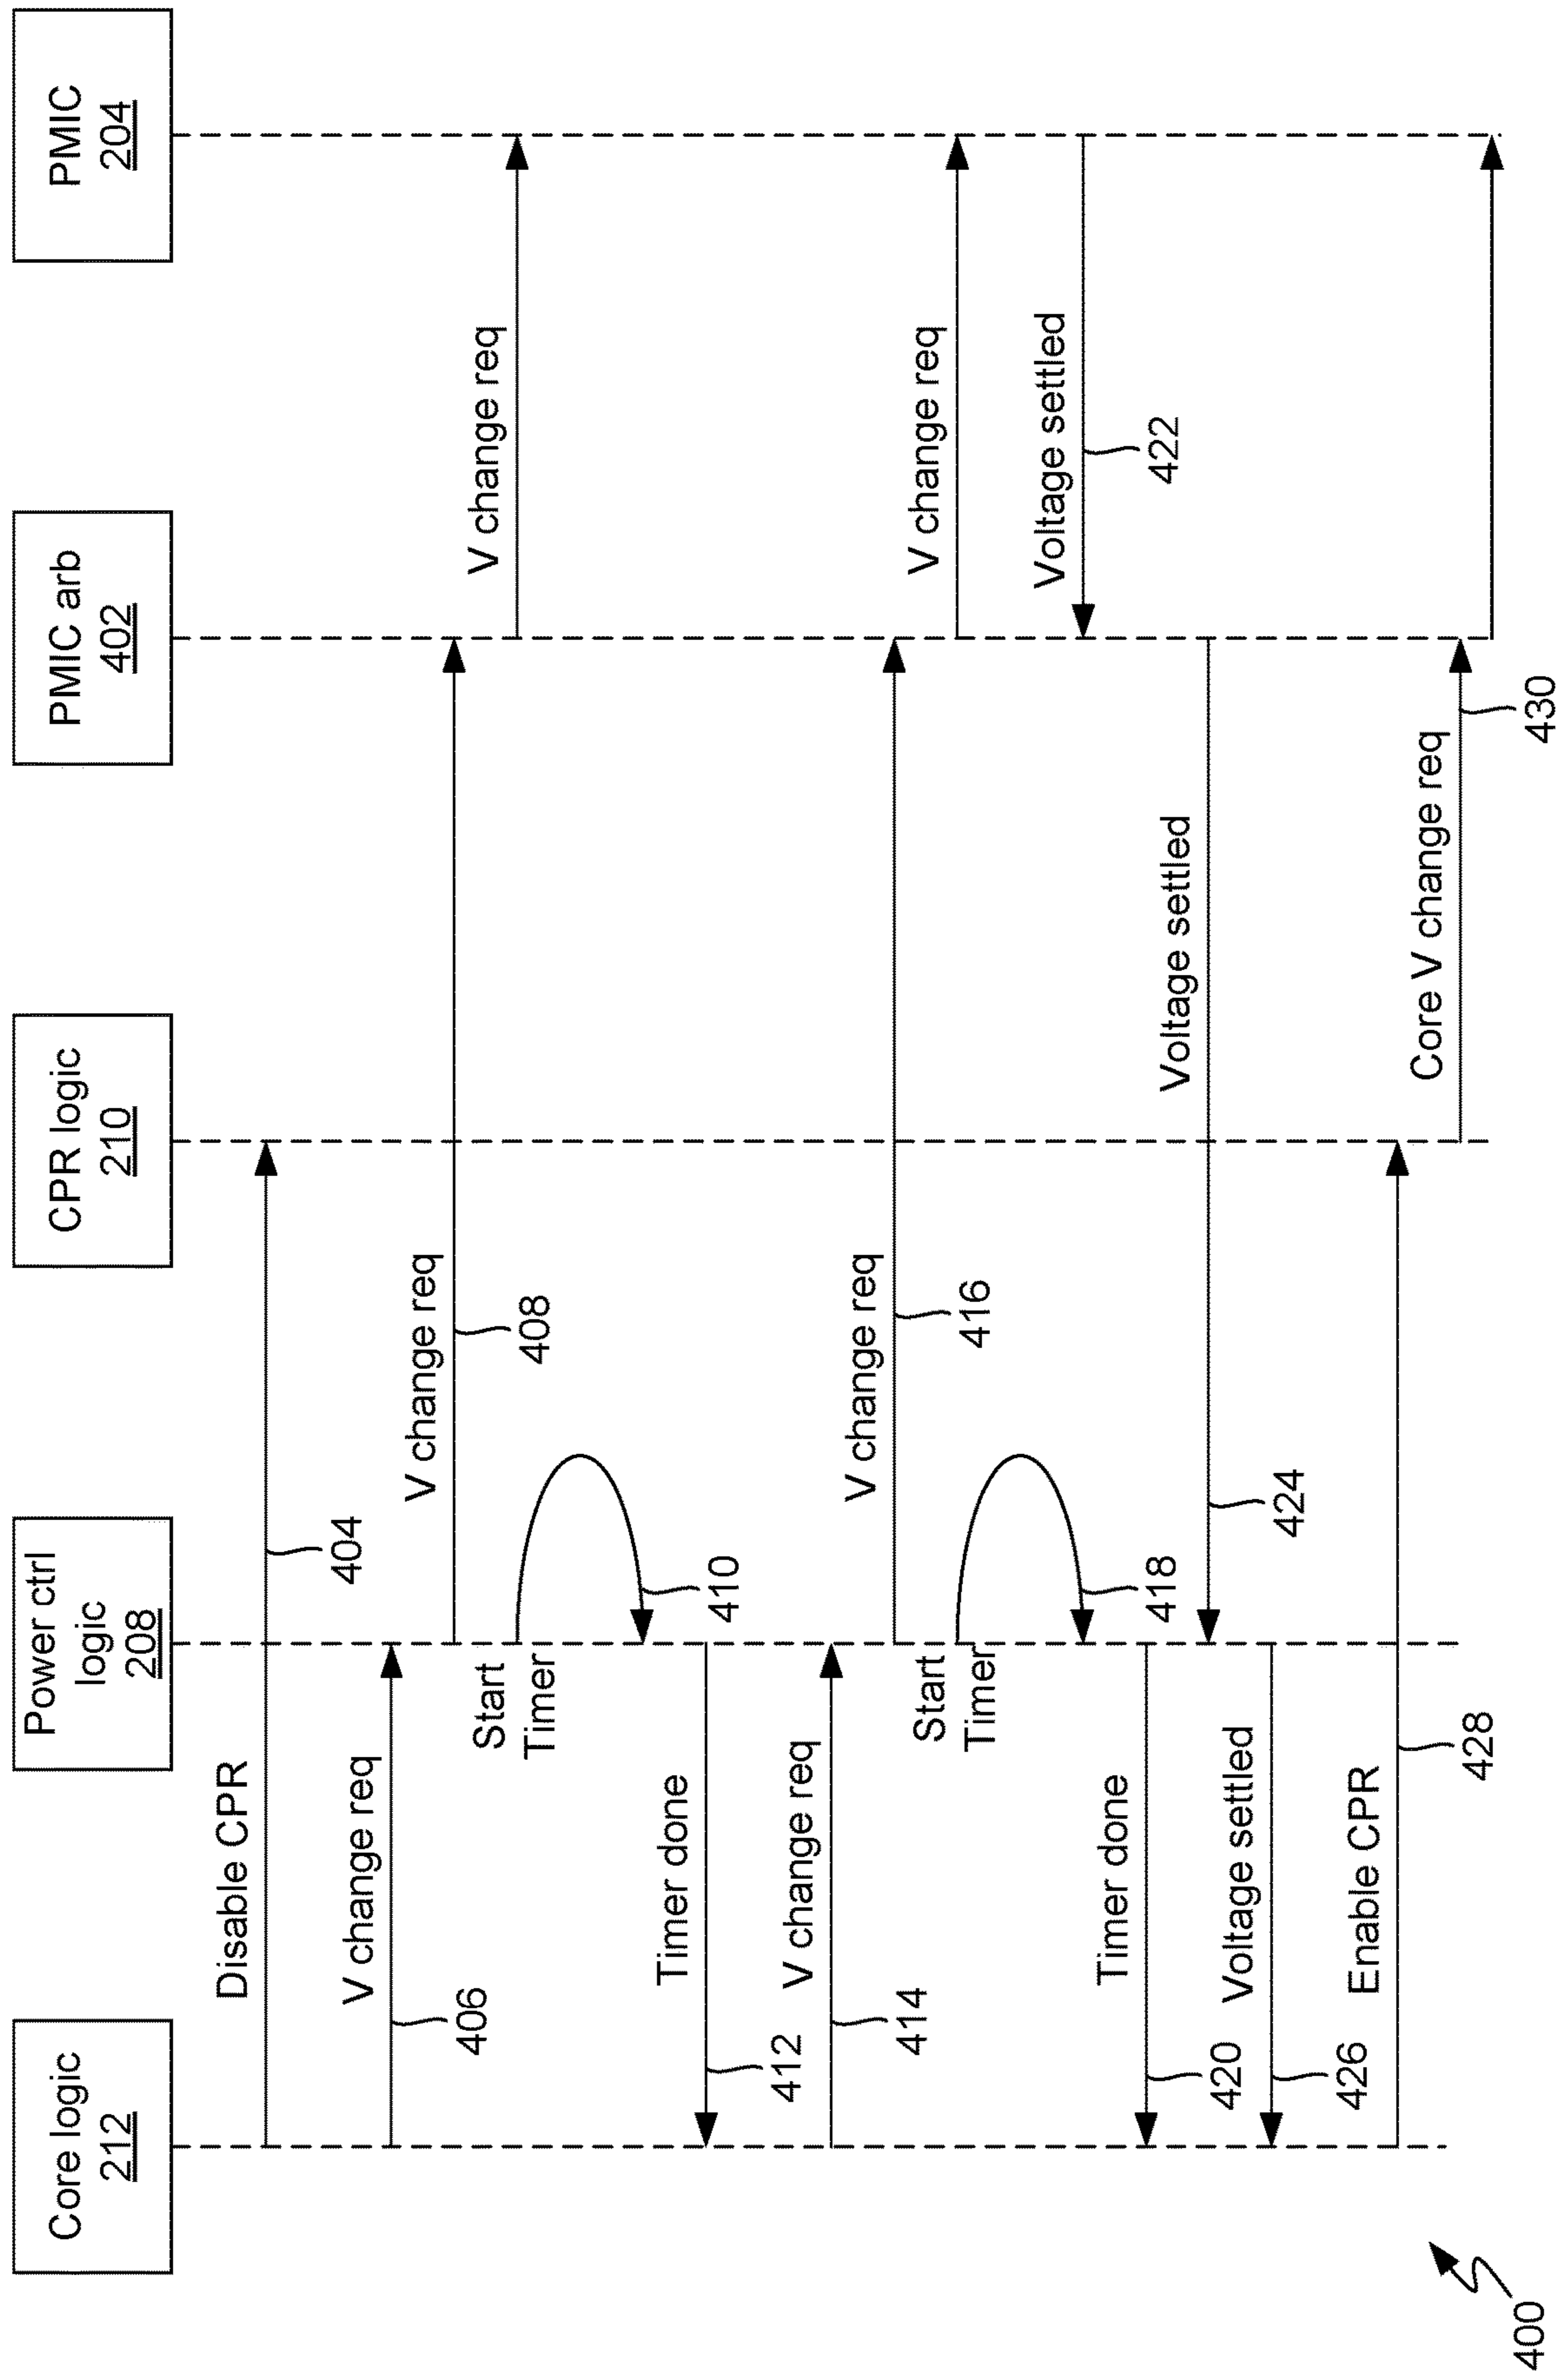 Core logic
212
Power ctrl
logic
208
CPR logic
210
PMIC arb
402
PMIC
204
Disable CPR
404
V change req
406
V change req
408
V change req
Start
Timer
410
Timer done
412
V change req
414
V change req
416
V change req
Start
Timer
418
Voltage settled
422
Timer done
420
Voltage settled
424
Voltage settled
426
Enable CPR
428
Core V change req
430
400